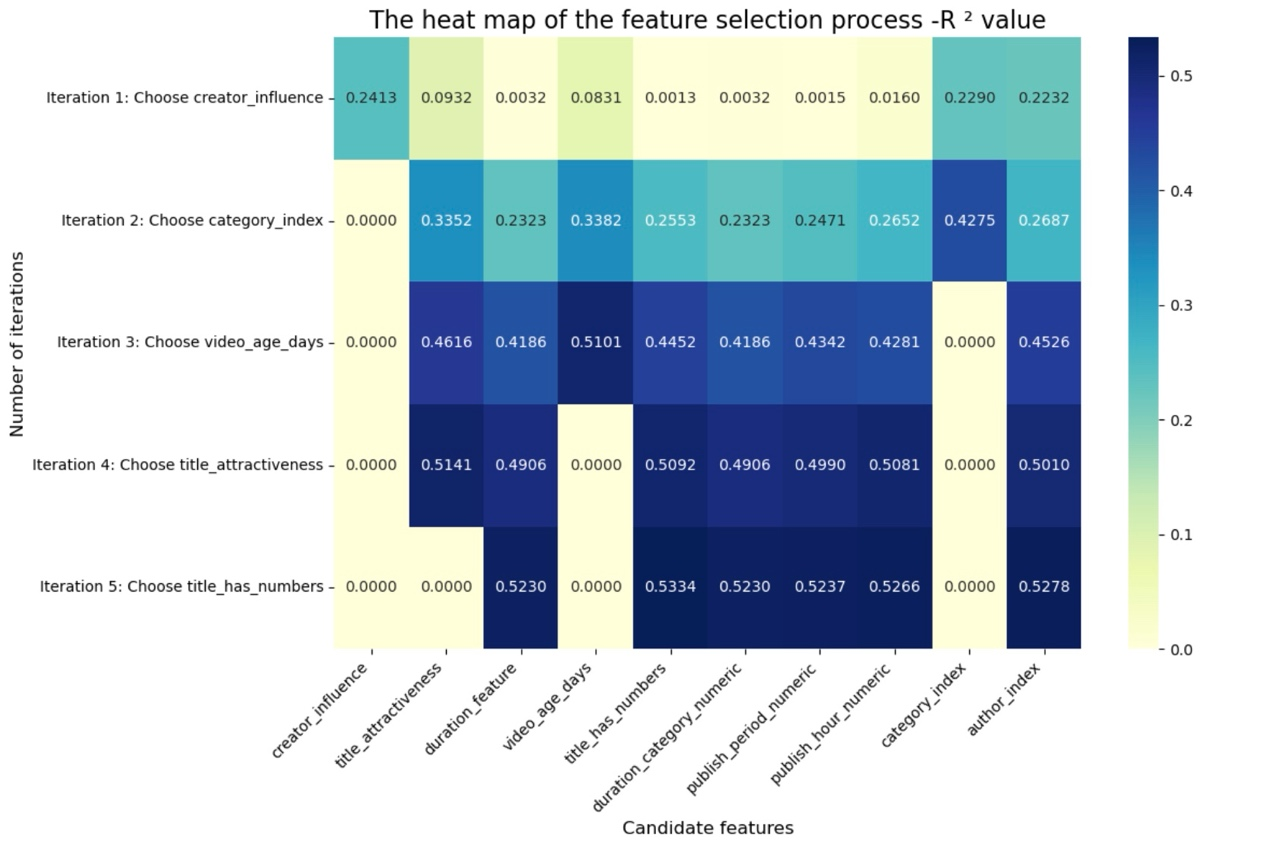 The heat map of the feature selection process -R ² value
Number of iterations
Iteration 1: Choose creator_influence 0.2413 0.0932 0.0032 0.0831 0.0013 0.0032 0.0015 0.0160 0.2290 0.2232
Iteration 2: Choose category_index 0.0000 0.3352 0.2323 0.3382 0.2553 0.2323 0.2471 0.2652 0.4275 0.2687
Iteration 3: Choose video_age_days 0.0000 0.4616 0.4186 0.5101 0.4452 0.4186 0.4342 0.4281 0.0000 0.4526
Iteration 4: Choose title_attractiveness 0.0000 0.5141 0.4906 0.0000 0.5092 0.4906 0.4990 0.5081 0.0000 0.5010
Iteration 5: Choose title_has_numbers 0.0000 0.0000 0.5230 0.0000 0.5334 0.5230 0.5237 0.5266 0.0000 0.5278
creator_influence
title_attractiveness
duration_feature
video_age_days
title_has_numbers
duration_category_numeric
publish_period_numeric
publish_hour_numeric
category_index
author_index
Candidate features
0.5
0.4
0.3
0.2
0.1
0.0